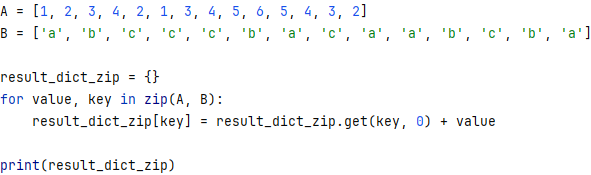 A = [1, 2, 3, 4, 2, 1, 3, 4, 5, 6, 5, 4, 3, 2]
B = ['a', 'b', 'c', 'c', 'c', 'b', 'a', 'c', 'a', 'a', 'b', 'c', 'b', 'a']
result_dict_zip = {}
for value, key in zip(A, B):
    result_dict_zip[key] = result_dict_zip.get(key, 0) + value
print(result_dict_zip)